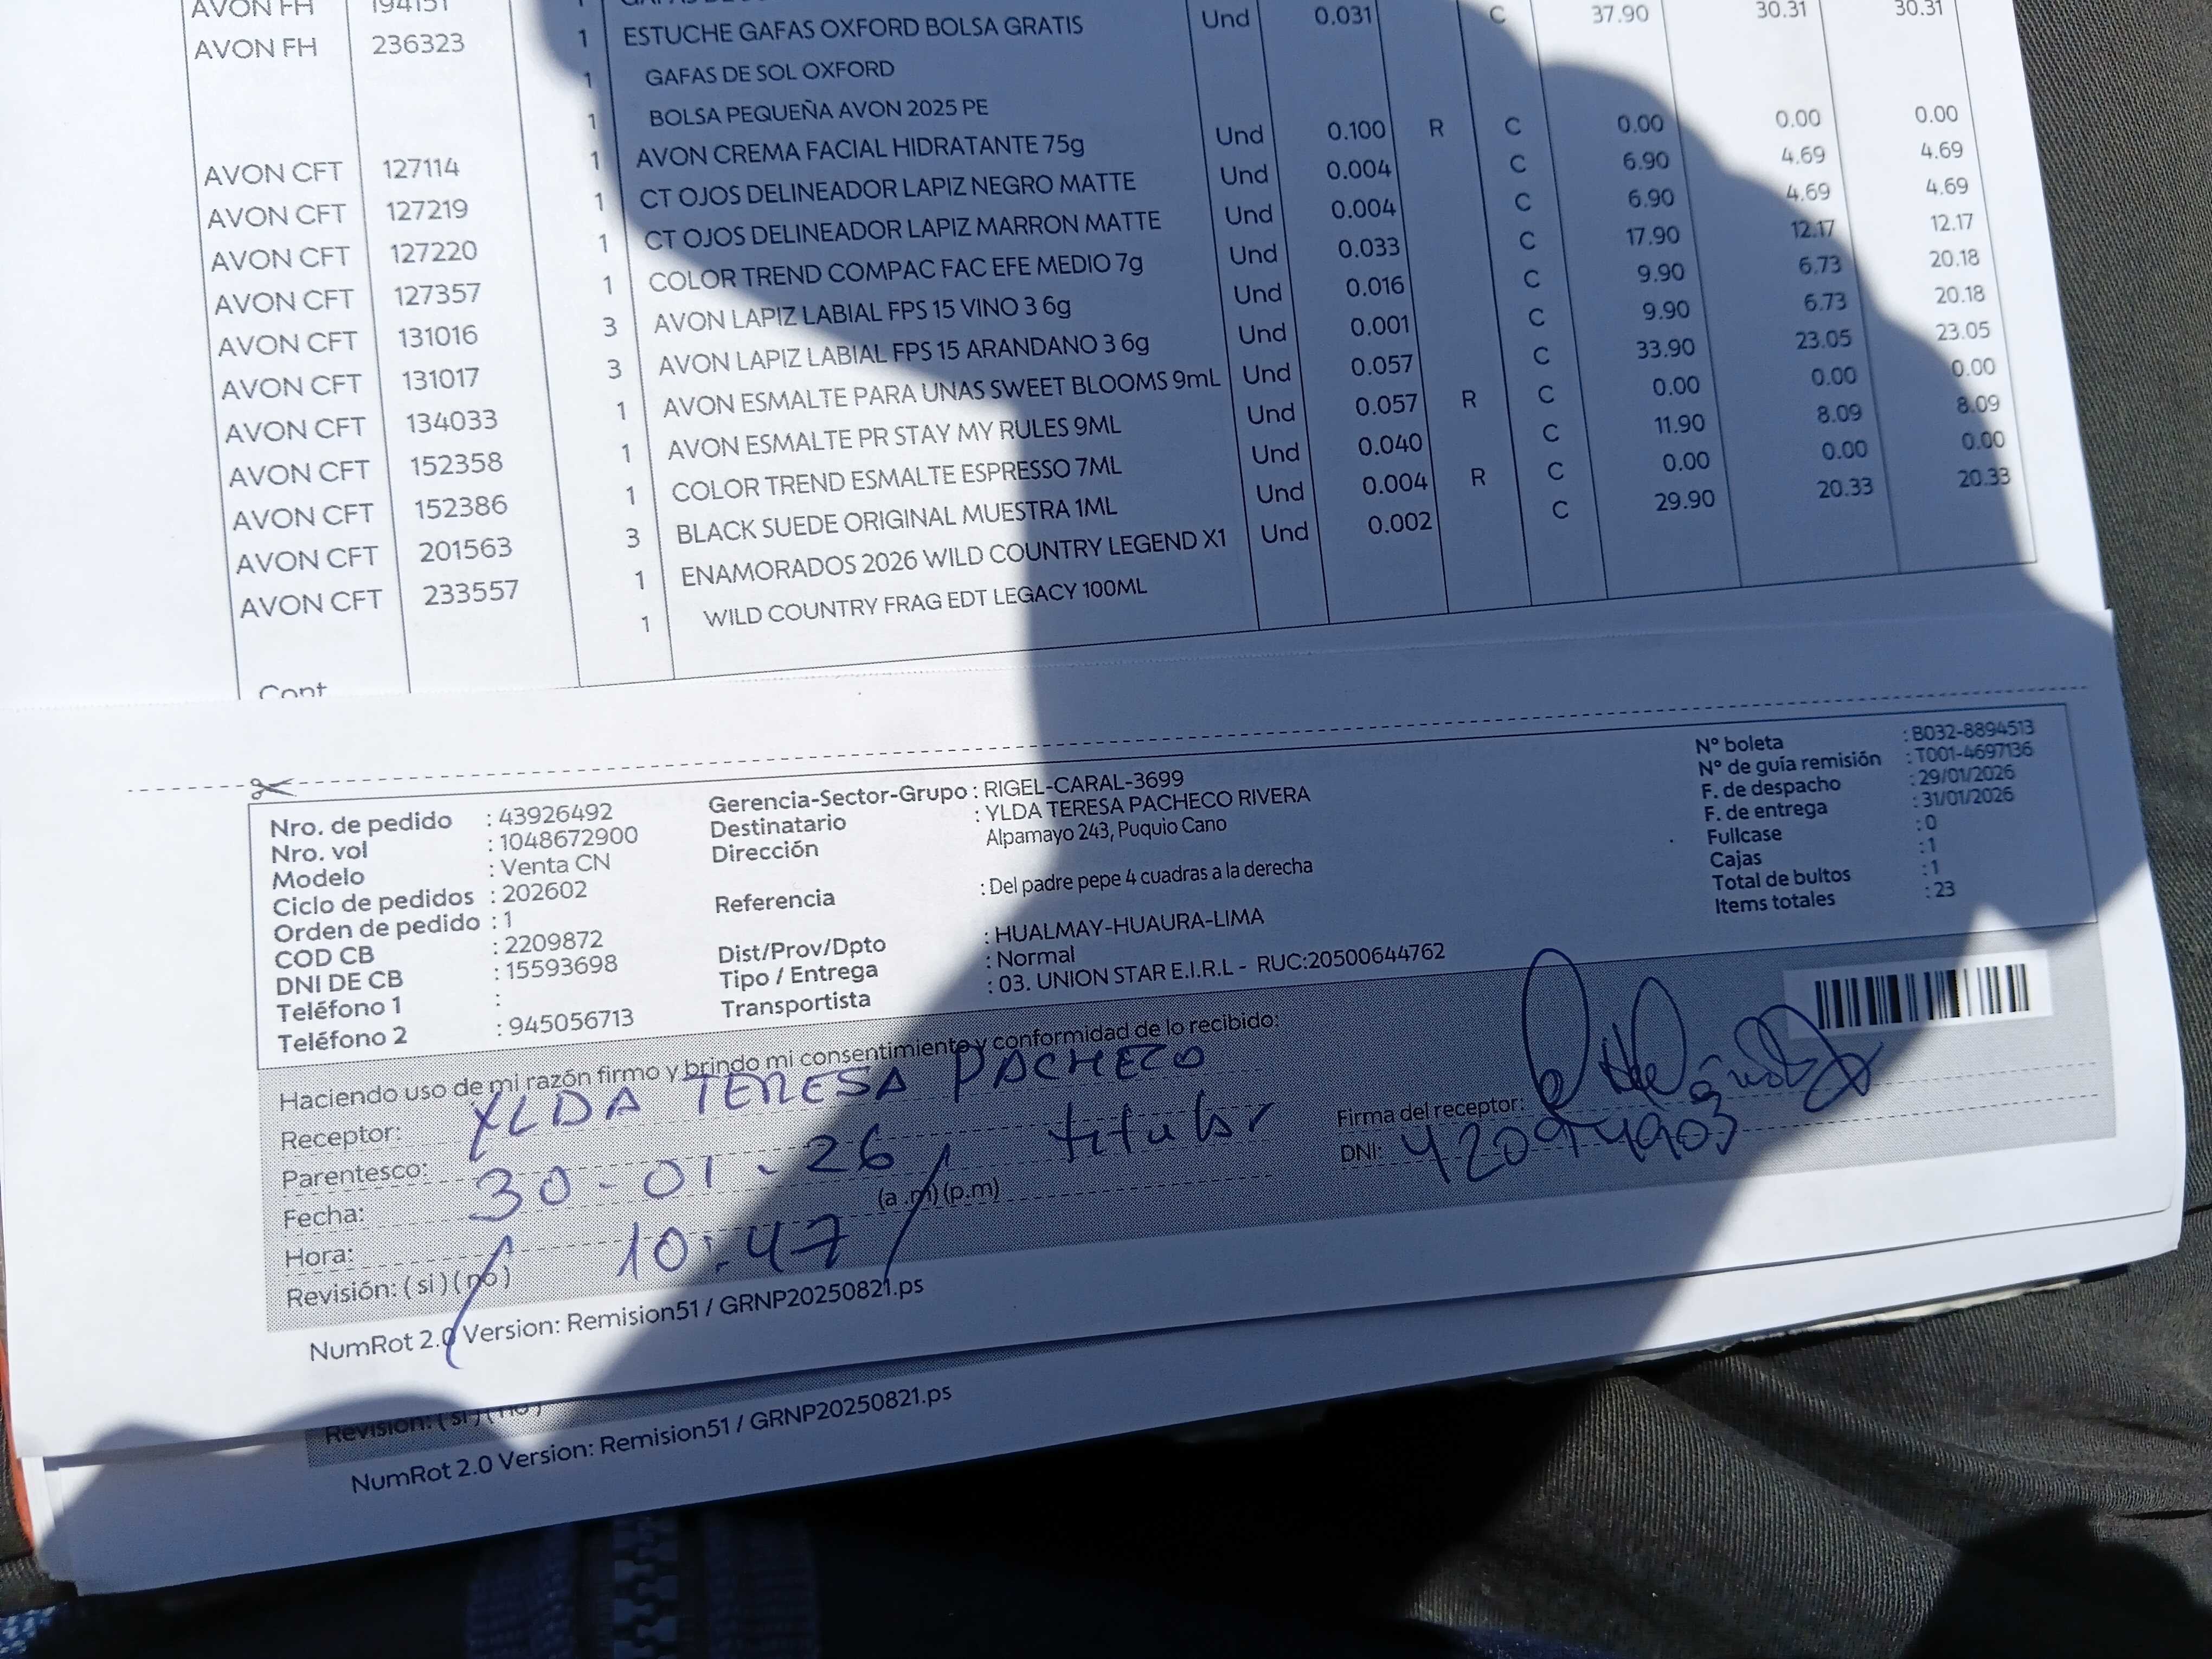 AVON FH 194151 1
AVON FH 236323 1 ESTUCHE GAFAS OXFORD BOLSA GRATIS Und 0.031 C 37.90 30.31 30.31
1 GAFAS DE SOL OXFORD
1 BOLSA PEQUEÑA AVON 2025 PE
AVON CFT 127114 1 AVON CREMA FACIAL HIDRATANTE 75g Und 0.100 R C 0.00 0.00 0.00
AVON CFT 127219 1 CT OJOS DELINEADOR LAPIZ NEGRO MATTE Und 0.004 C 6.90 4.69 4.69
AVON CFT 127220 1 CT OJOS DELINEADOR LAPIZ MARRON MATTE Und 0.004 C 6.90 4.69 4.69
AVON CFT 127357 1 COLOR TREND COMPAC FAC EFE MEDIO 7g Und 0.033 C 17.90 12.17 12.17
AVON CFT 131016 3 AVON LAPIZ LABIAL FPS 15 VINO 3 6g Und 0.016 C 9.90 6.73 20.18
AVON CFT 131017 3 AVON LAPIZ LABIAL FPS 15 ARANDANO 3 6g Und 0.001 C 9.90 6.73 20.18
AVON CFT 134033 1 AVON ESMALTE PARA UNAS SWEET BLOOMS 9mL Und 0.057 C 33.90 23.05 23.05
AVON CFT 152358 1 AVON ESMALTE PR STAY MY RULES 9ML Und 0.057 R C 0.00 0.00 0.00
AVON CFT 152386 1 COLOR TREND ESMALTE ESPRESSO 7ML Und 0.040 C 11.90 8.09 8.09
AVON CFT 201563 3 BLACK SUEDE ORIGINAL MUESTRA 1ML Und 0.004 R C 0.00 0.00 0.00
AVON CFT 233557 1 ENAMORADOS 2026 WILD COUNTRY LEGEND X1 Und 0.002 C 29.90 20.33 20.33
1 WILD COUNTRY FRAG EDT LEGACY 100ML
Cont
Nro. de pedido : 43926492
Nro. vol : 1048672900
Modelo : Venta CN
Ciclo de pedidos : 202602
Orden de pedido : 1
COD CB : 2209872
DNI DE CB : 15593698
Teléfono 1 :
Teléfono 2 : 945056713
Gerencia-Sector-Grupo : RIGEL-CARAL-3699
Destinatario : YLDA TERESA PACHECO RIVERA
Dirección Alpamayo 243, Puquio Cano
Referencia : Del padre pepe 4 cuadras a la derecha
Dist/Prov/Dpto : HUALMAY-HUAURA-LIMA
Tipo / Entrega : Normal
Transportista : 03. UNION STAR E.I.R.L - RUC:20500644762
Nº boleta : B032-8894513
Nº de guía remisión : T001-4697136
F. de despacho : 29/01/2026
F. de entrega : 31/01/2026
Fullcase : 0
Cajas : 1
Total de bultos : 1
Items totales : 23
Haciendo uso de mi razón firmo y brindo mi consentimiento y conformidad de lo recibido:
Receptor: YLDA TERESA PACHECO
Parentesco: titular
Fecha: 30-01-26
Hora: 10:47 (a.m) (p.m)
Revisión: ( si ) ( no )
Firma del receptor:
DNI:
NumRot 2.0 Version: Remision51 / GRNP20250821.ps
Revisión: ( si ) ( no )
NumRot 2.0 Version: Remision51 / GRNP20250821.ps